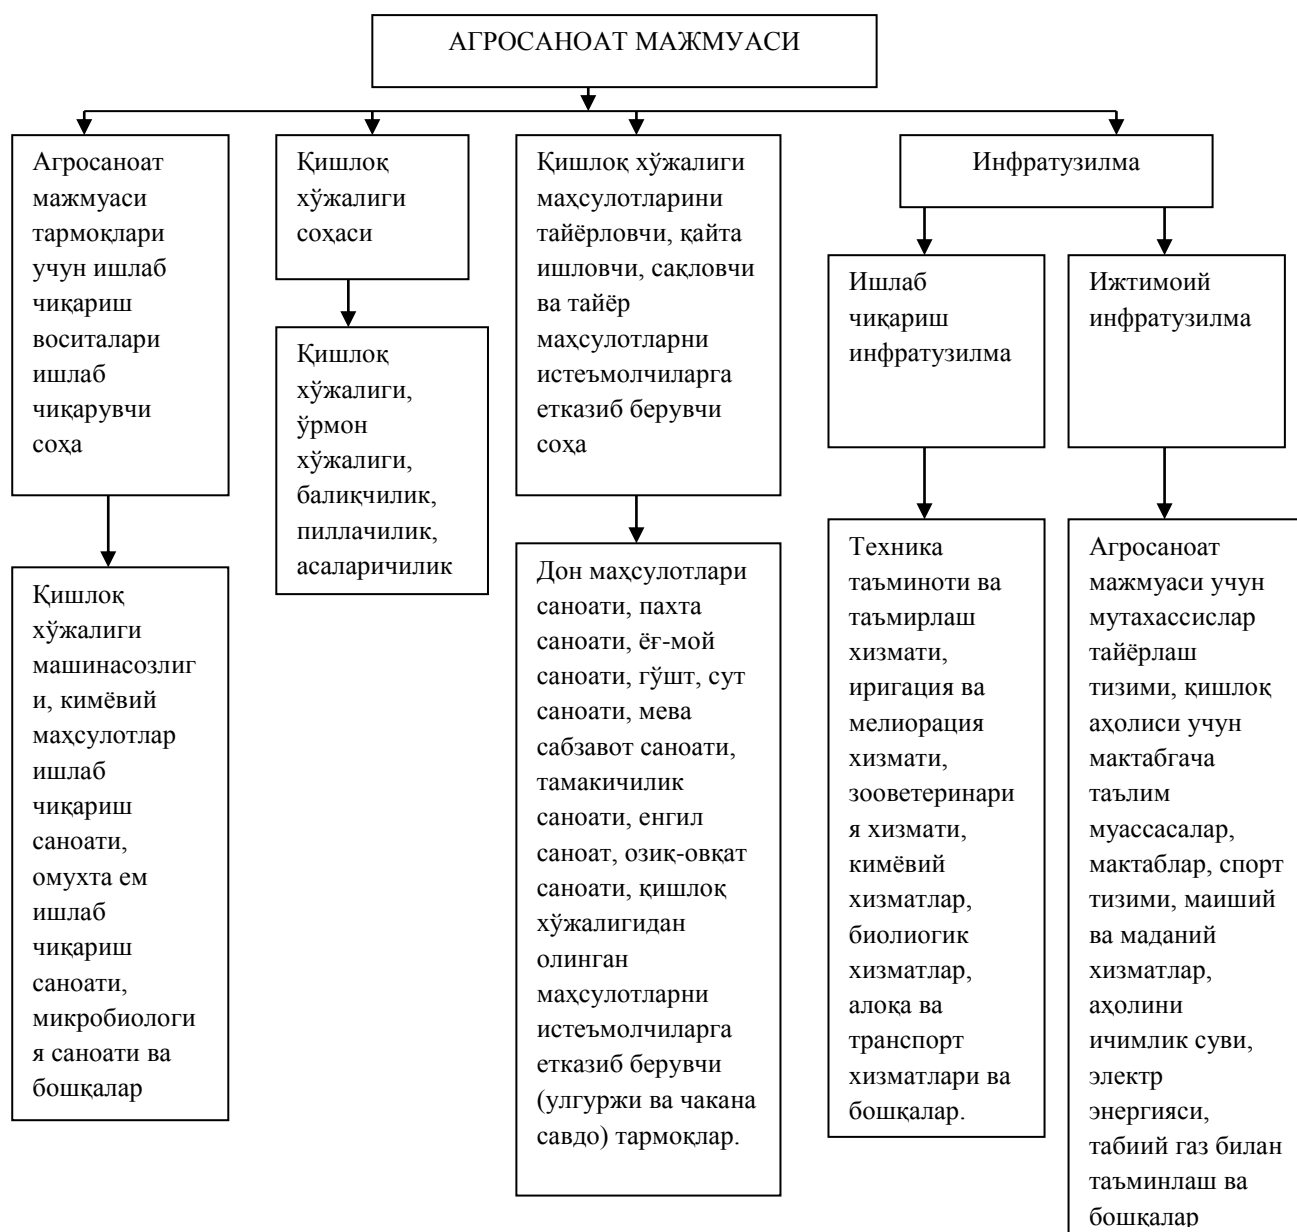 АГРОСАНОАТ МАЖМУАСИ
Агросаноат
мажмуаси
тармоқлари
учун ишлаб
чиқариш
воситалари
ишлаб
чиқарувчи
соҳа
Қишлоқ
хўжалиги
соҳаси
Қишлоқ хўжалиги
маҳсулотларини
тайёрловчи, қайта
ишловчи, сақловчи
ва тайёр
маҳсулотларни
истеъмолчиларга
етказиб берувчи
соҳа
Инфратузилма
Ишлаб
чиқариш
инфратузилма
Ижтимоий
инфратузилма
Қишлоқ
хўжалиги
машинасозлиг
и, кимёвий
маҳсулотлар
ишлаб
чиқариш
саноати,
омухта ем
ишлаб
чиқариш
саноати,
микробиологи
я саноати ва
бошқалар
Қишлоқ
хўжалиги,
ўрмон
хўжалиги,
балиқчилик,
пиллачилик,
асаларичилик
Дон маҳсулотлари
саноати, пахта
саноати, ёғ-мой
саноати, гўшт, сут
саноати, мева
сабзавот саноати,
тамакичилик
саноати, енгил
саноат, озиқ-овқат
саноати, қишлоқ
хўжалигидан
олинган
маҳсулотларни
истеъмолчиларга
етказиб берувчи
(улгуржи ва чакана
савдо) тармоқлар.
Техника
таъминоти ва
таъмирлаш
хизмати,
иригация ва
мелиорация
хизмати,
зооветеринари
я хизмати,
кимёвий
хизматлар,
биолиогик
хизматлар,
алоқа ва
транспорт
хизматлари ва
бошқалар.
Агросаноат
мажмуаси учун
мутахассислар
тайёрлаш
тизими, қишлоқ
аҳолиси учун
мактабгача
таълим
муассасалар,
мактаблар, спорт
тизими, маиший
ва маданий
хизматлар,
аҳолини
ичимлик суви,
электр
энергияси,
табиий газ билан
таъминлаш ва
бошқалар